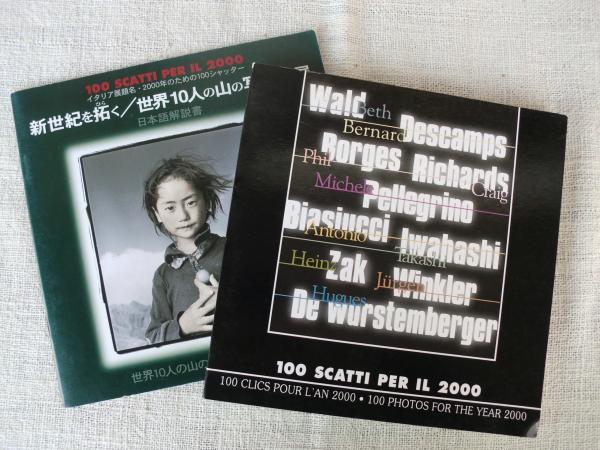 100 SCATTI PER IL 2000
イタリア展題名・2000年のための100シャッター
新世紀を拓く／世界10人の山の写
ひら
日本語解説書
世界10人の山の
Wald
Beth
Bernard
Descamps
Borges Richards
Phil
Craig
Michele
Pellegrino
Biasiucci Iwahashi
Antonio
Takashi
Heinz
Zak Winkler
Jürgen
Hugues
De Wurstemberger
100 SCATTI PER IL 2000
100 CLICS POUR L'AN 2000 • 100 PHOTOS FOR THE YEAR 2000